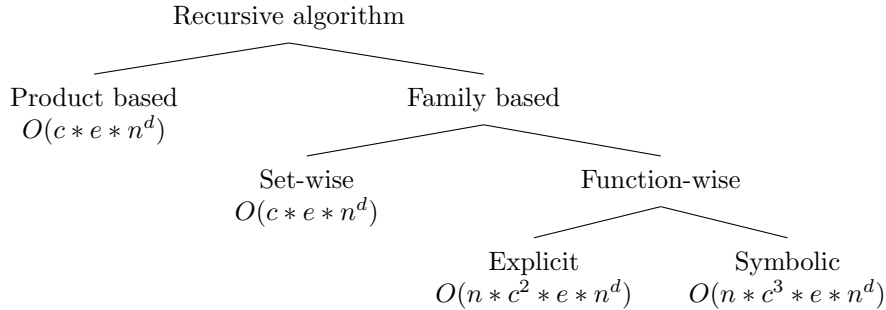 Recursive algorithm
Product based
O(c ∗ e ∗ n^d)
Family based
Set-wise
O(c ∗ e ∗ n^d)
Function-wise
Explicit
O(n ∗ c^2 ∗ e ∗ n^d)
Symbolic
O(n ∗ c^3 ∗ e ∗ n^d)